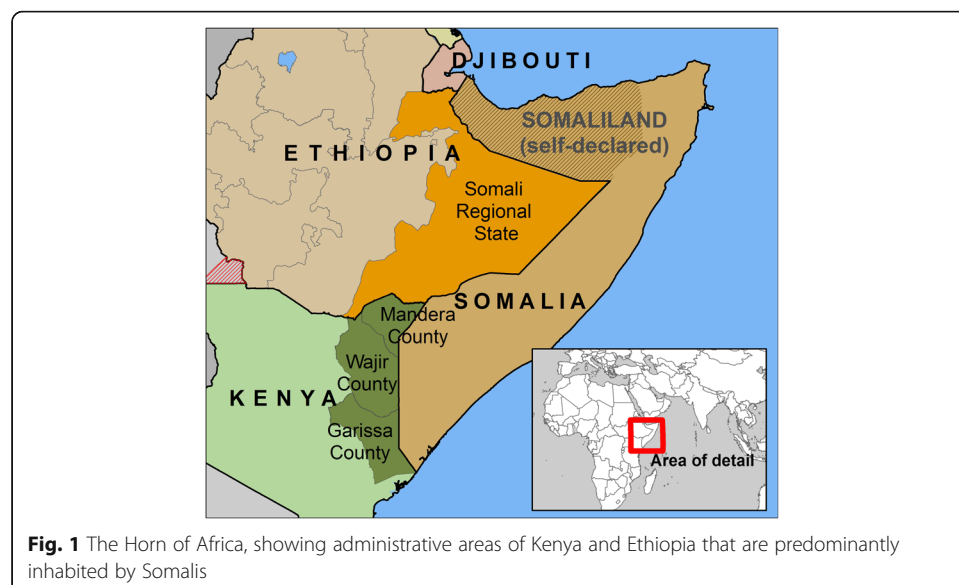 DJIBOUTI
SOMALILAND
(self-declared)
ETHIOPIA
Somali
Regional
State
SOMALIA
Mandera
County
Wajir
County
KENYA
Garissa
County
Area of detail
Fig. 1 The Horn of Africa, showing administrative areas of Kenya and Ethiopia that are predominantly
inhabited by Somalis